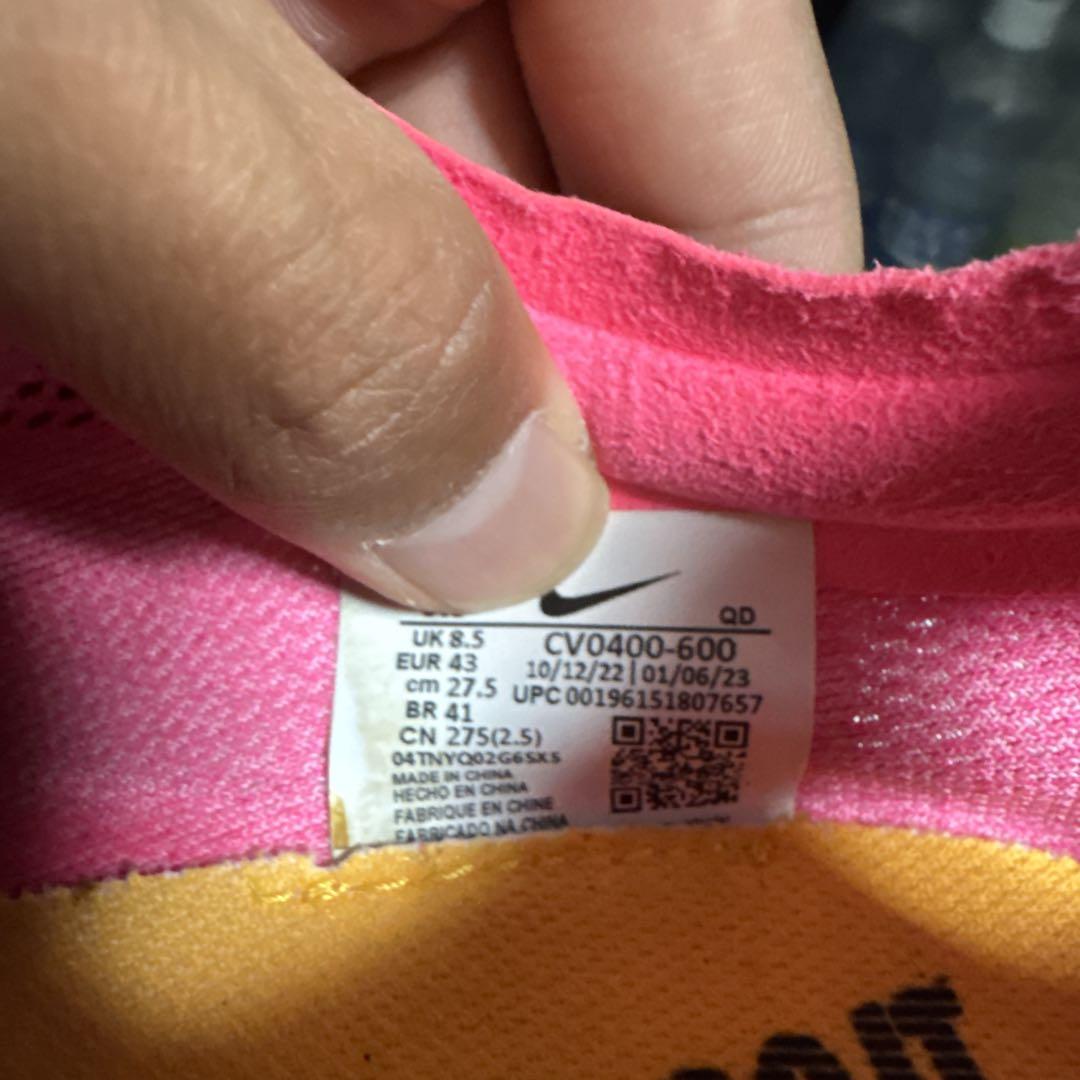 QD
UK 8.5
EUR 43
cm 27.5
BR 41
CN 275(2.5)
CV0400-600
10/12/22 | 01/06/23
UPC 00196151807657
04TNYQ02G6SKS
MADE IN CHINA
HECHO EN CHINA
FABRIQUE EN CHINE
FABRICADO NA CHINA